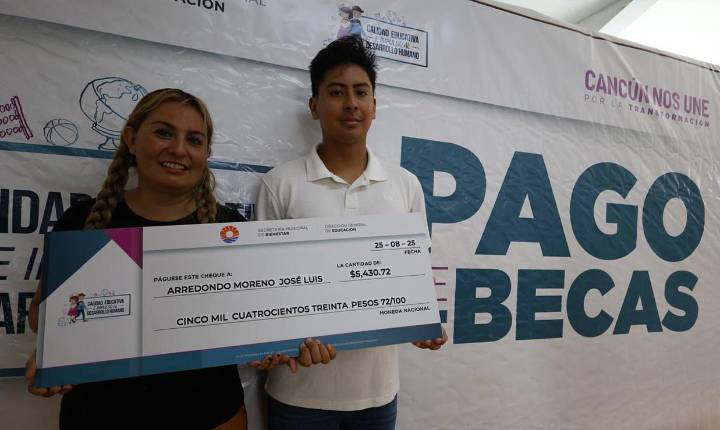 CALIDAD EDUCATIVA
E IMPULSO AL
DESARROLLO HUMANO
CANCÚN NOS UNE
POR LA TRANSFORMACIÓN
PAGO
DE BECAS
SECRETARÍA MUNICIPAL
DE BIENESTAR
DIRECCIÓN GENERAL
DE EDUCACIÓN
25-08-25
FECHA
PÁGUESE ESTE CHEQUE A:
ARREDONDO MORENO JOSÉ LUIS
LA CANTIDAD DE:
$5,430.72
CINCO MIL CUATROCIENTOS TREINTA PESOS 72/100
MONEDA NACIONAL
CALIDAD EDUCATIVA
E IMPULSO AL
DESARROLLO HUMANO